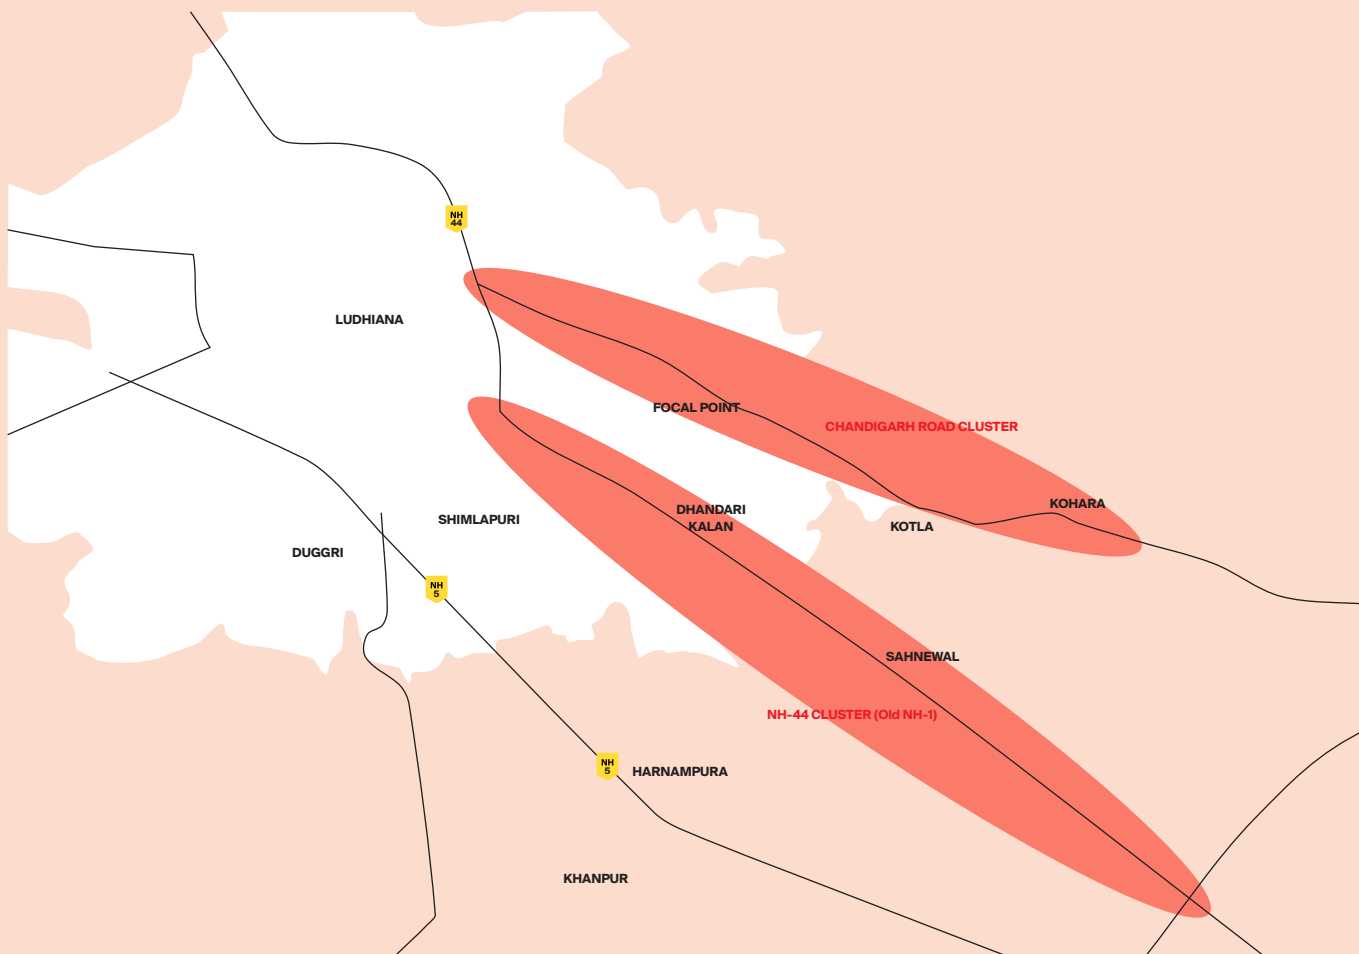 NH
44
LUDHIANA
FOCAL POINT
CHANDIGARH ROAD CLUSTER
KOHARA
DHANDARI
KALAN
SHIMLAPURI
KOTLA
DUGGRI
NH
5
SAHNEWAL
NH-44 CLUSTER (Old NH-1)
NH
5
HARNAMPURA
KHANPUR